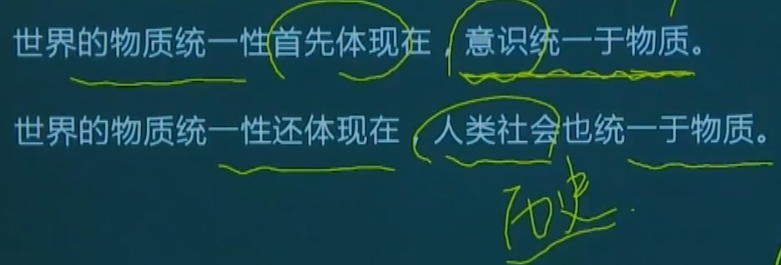 世界的物质统一性首先体现在，意识统一于物质。
世界的物质统一性还体现在，人类社会也统一于物质。
历史